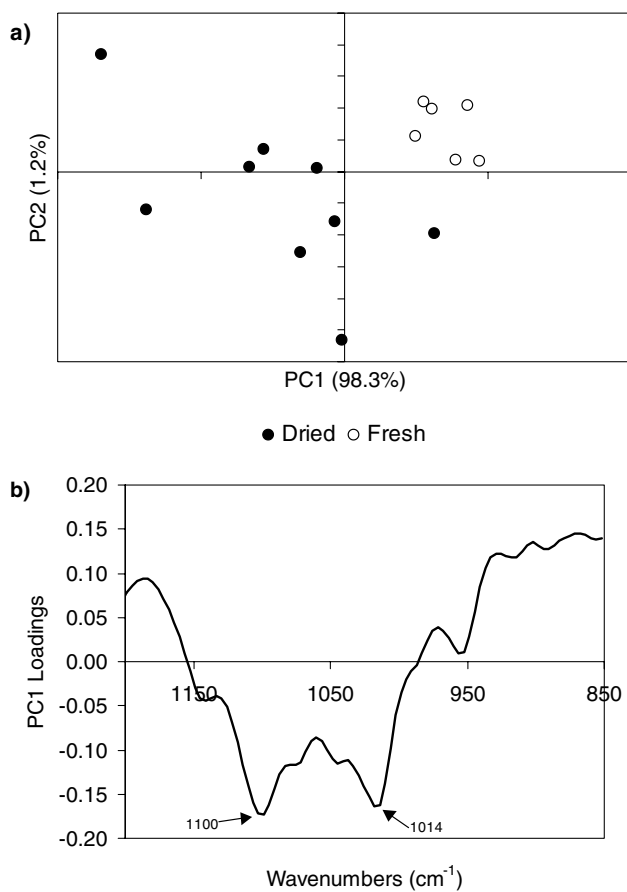 a)
PC2 (1.2%)
PC1 (98.3%)
● Dried ○ Fresh
b)
0.20
0.15
0.10
0.05
0.00
-0.05
-0.10
-0.15
-0.20
PC1 Loadings
1150 1050 950 850
1100
1014
Wavenumbers (cm⁻¹)